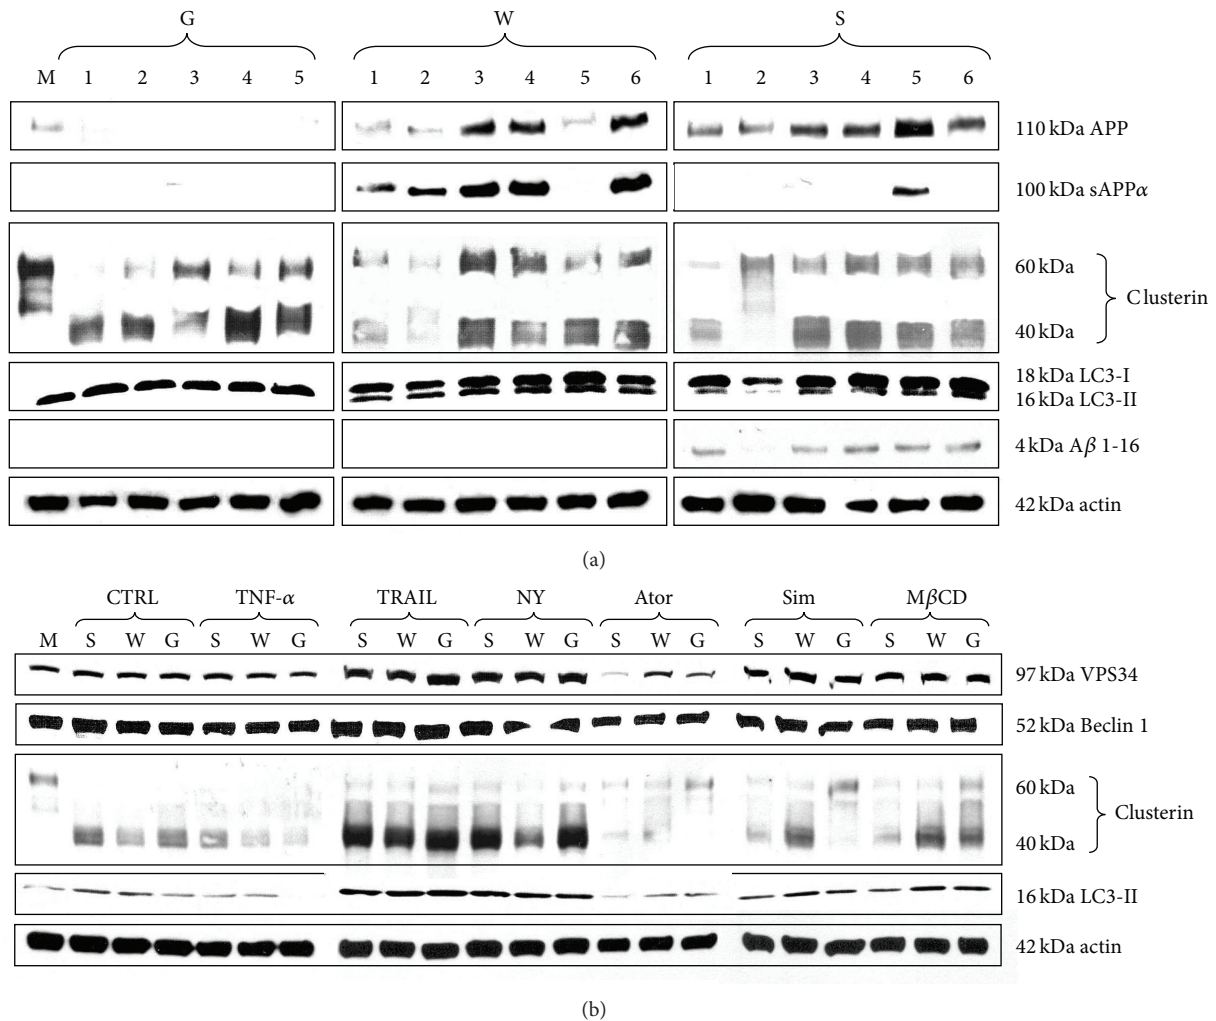 G W S
M 1 2 3 4 5 1 2 3 4 5 6 1 2 3 4 5 6
110 kDa APP
100 kDa sAPPα
60 kDa
Clusterin
40 kDa
18 kDa LC3-I
16 kDa LC3-II
4 kDa Aβ 1-16
42 kDa actin
(a)
CTRL TNF-α TRAIL NY Ator Sim MβCD
M S W G S W G S W G S W G S W G S W G S W G
97 kDa VPS34
52 kDa Beclin 1
60 kDa
Clusterin
40 kDa
16 kDa LC3-II
42 kDa actin
(b)